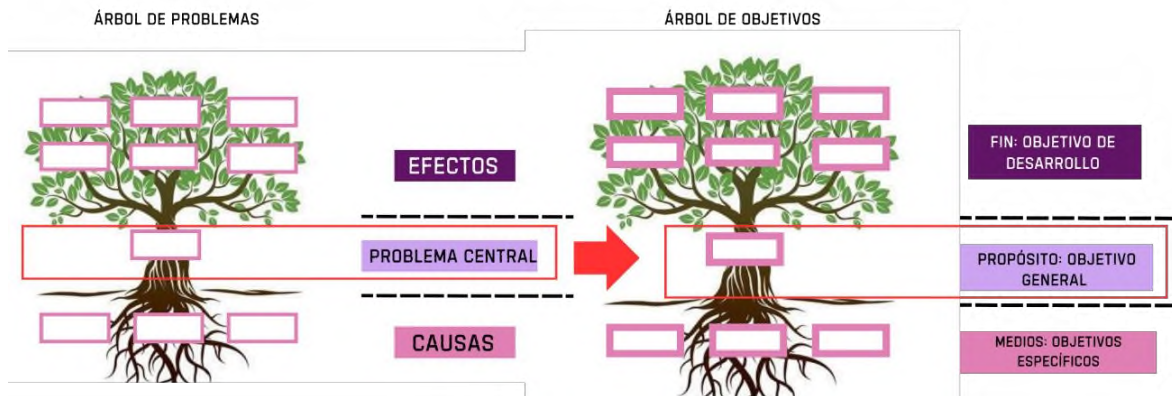 ÁRBOL DE PROBLEMAS
ÁRBOL DE OBJETIVOS
EFECTOS
PROBLEMA CENTRAL
CAUSAS
FIN: OBJETIVO DE
DESARROLLO
PROPÓSITO: OBJETIVO
GENERAL
MEDIOS: OBJETIVOS
ESPECÍFICOS